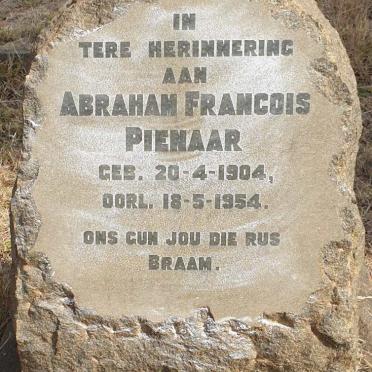 IN
TERE HERINNERING
AAN
ABRAHAM FRANCOIS
PIENAAR
GEB. 20-4-1904,
OORL. 18-5-1954.
ONS GUN JOU DIE RUS
BRAAM.